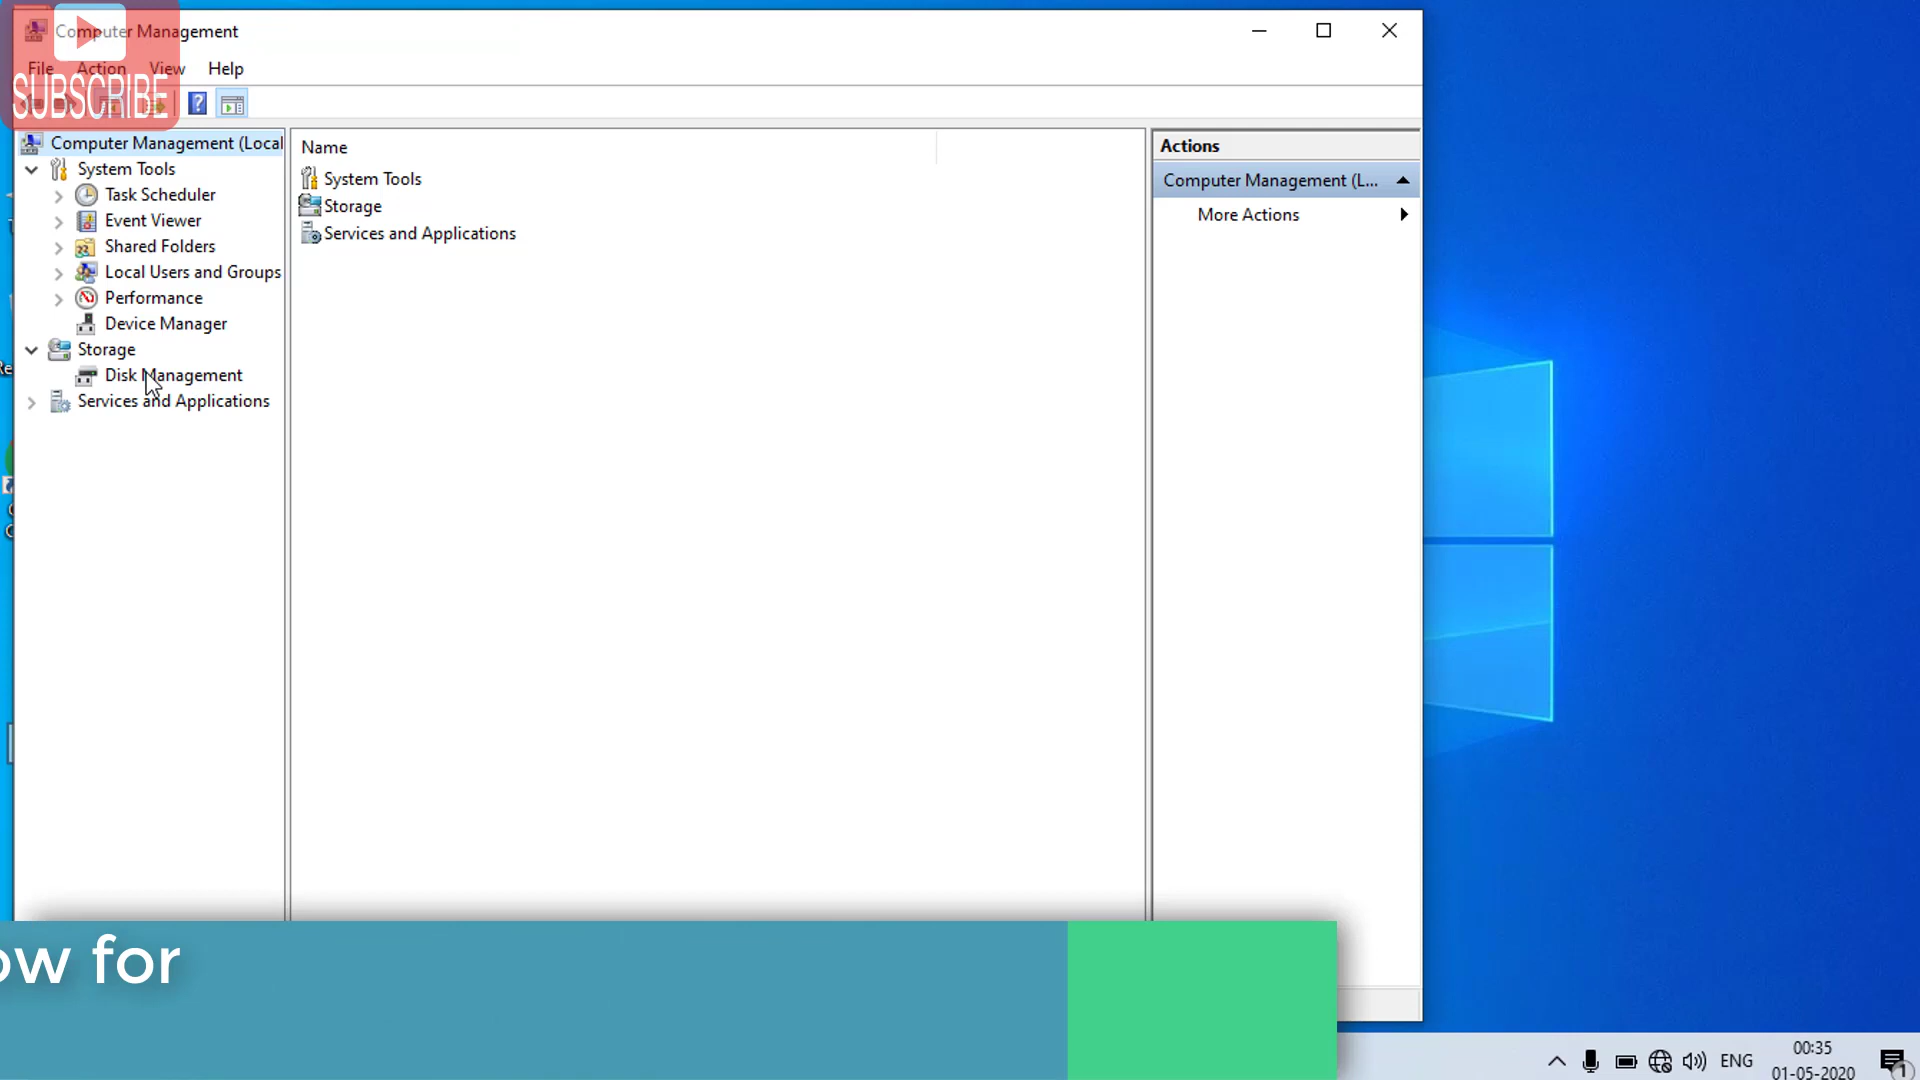 Computer Management
File Action View Help
SUBSCRIBE
Computer Management (Local
System Tools
Task Scheduler
Event Viewer
Shared Folders
Local Users and Groups
Performance
Device Manager
Storage
Disk Management
Services and Applications
Name
System Tools
Storage
Services and Applications
Actions
Computer Management (L...
More Actions
for
ENG
00:35
01-05-2020
1